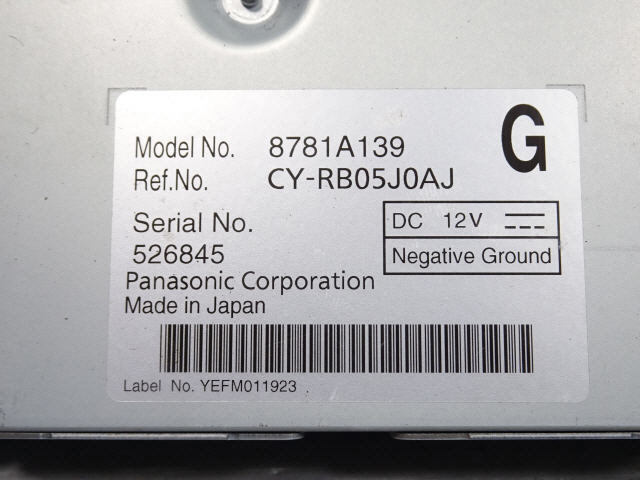 G
Model No. 8781A139
Ref.No. CY-RB05J0AJ
Serial No.
526845
DC 12V
Negative Ground
Panasonic Corporation
Made in Japan
Label No. YEFM011923